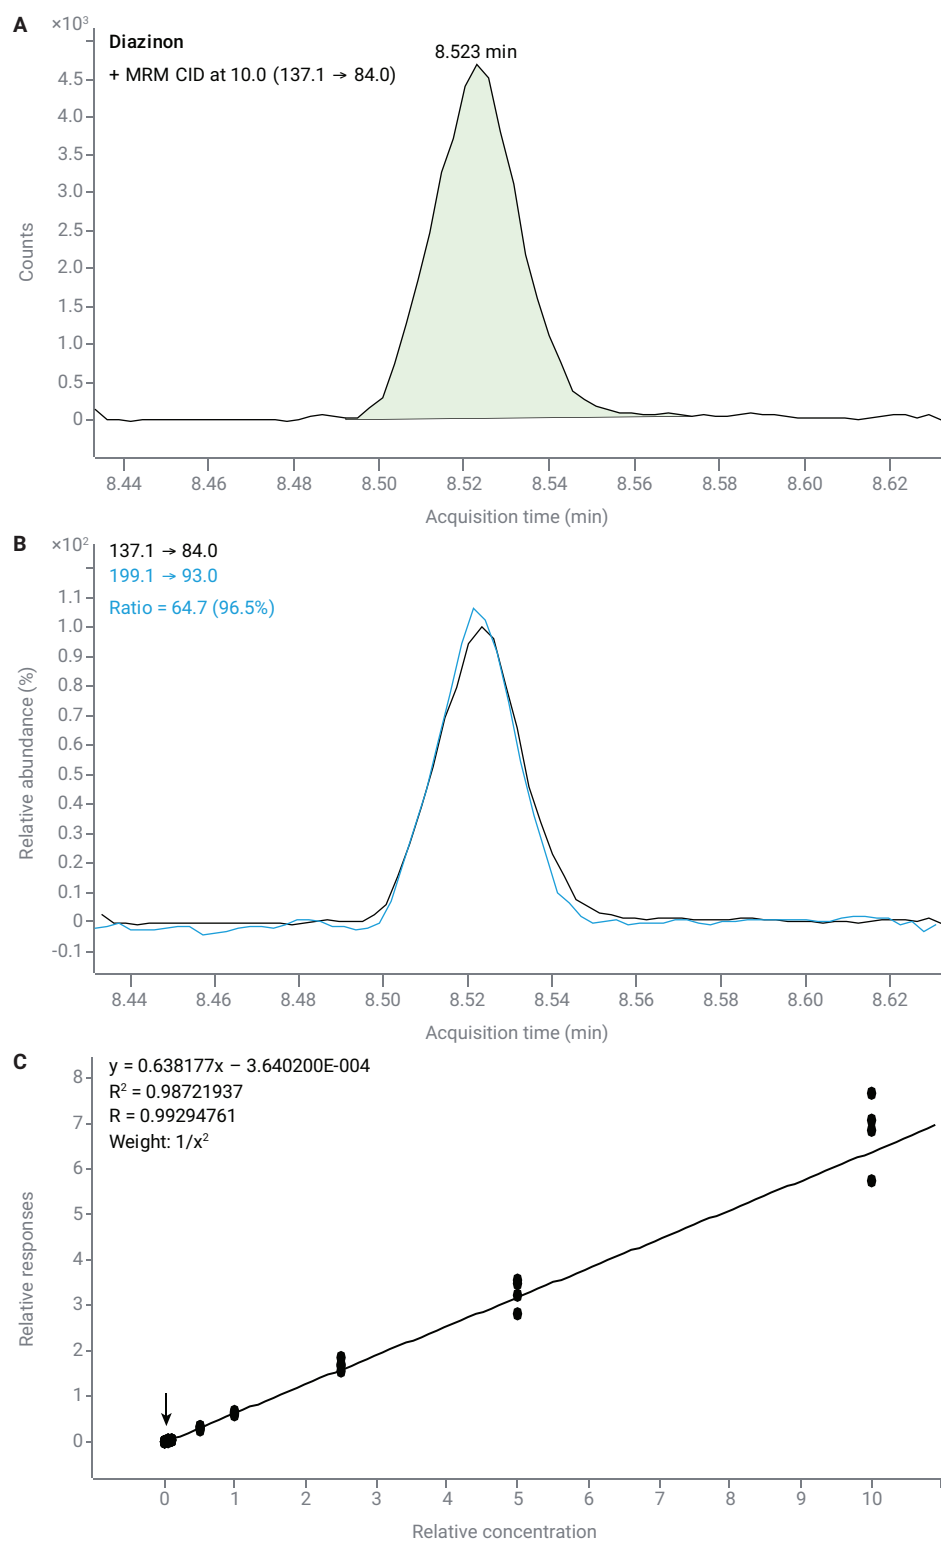 A
×10³
Diazinon
+ MRM CID at 10.0 (137.1 → 84.0)
8.523 min
4.5
4.0
3.5
3.0
2.5
2.0
1.5
1.0
0.5
0
Counts
8.44 8.46 8.48 8.50 8.52 8.54 8.56 8.58 8.60 8.62
Acquisition time (min)
B
×10²
137.1 → 84.0
199.1 → 93.0
Ratio = 64.7 (96.5%)
1.1
1.0
0.9
0.8
0.7
0.6
0.5
0.4
0.3
0.2
0.1
0
-0.1
Relative abundance (%)
8.44 8.46 8.48 8.50 8.52 8.54 8.56 8.58 8.60 8.62
Acquisition time (min)
C
y = 0.638177x – 3.640200E-004
R² = 0.98721937
R = 0.99294761
Weight: 1/x²
8
7
6
5
4
3
2
1
0
Relative responses
0 1 2 3 4 5 6 7 8 9 10
Relative concentration